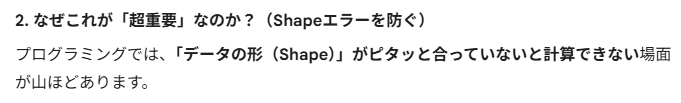 2. なぜこれが「超重要」なのか？（Shapeエラーを防ぐ）
プログラミングでは、「データの形（Shape）」がピタッと合っていないと計算できない場面
が山ほどあります。